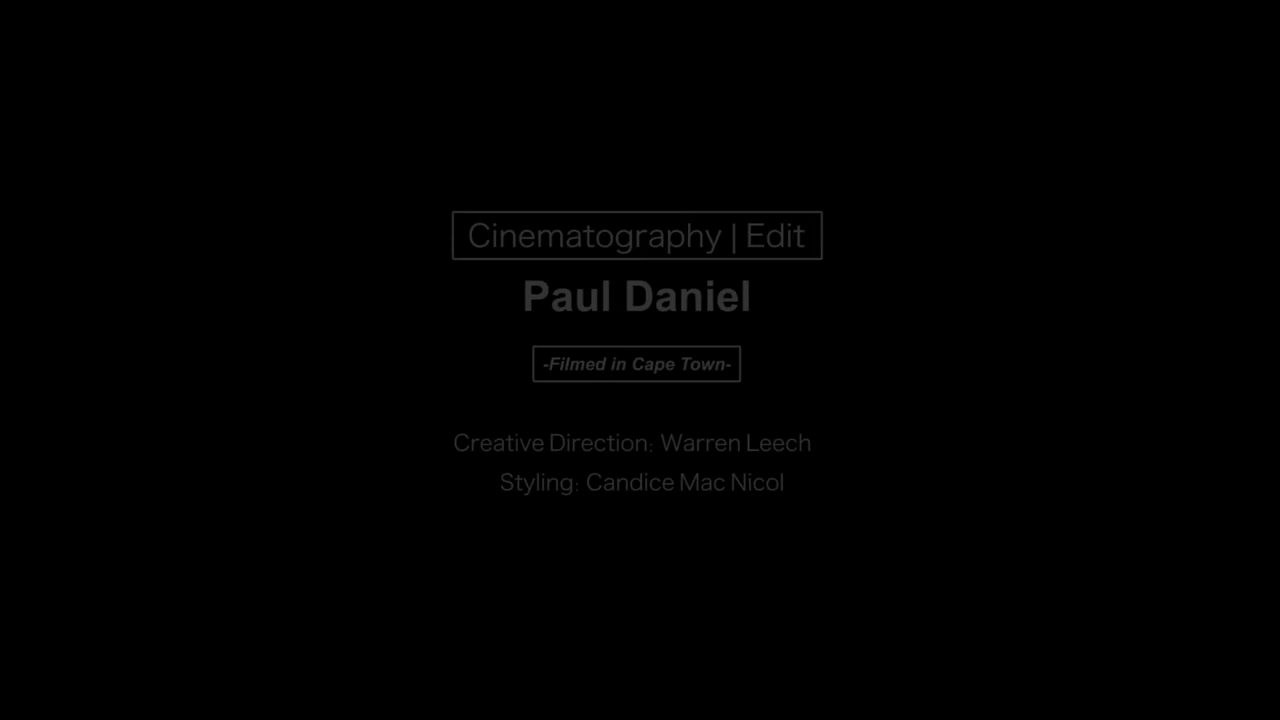 Cinematography | Edit
Paul Daniel
-Filmed in Cape Town-
Creative Direction: Warren Leech
Styling: Candice Mac Nicol